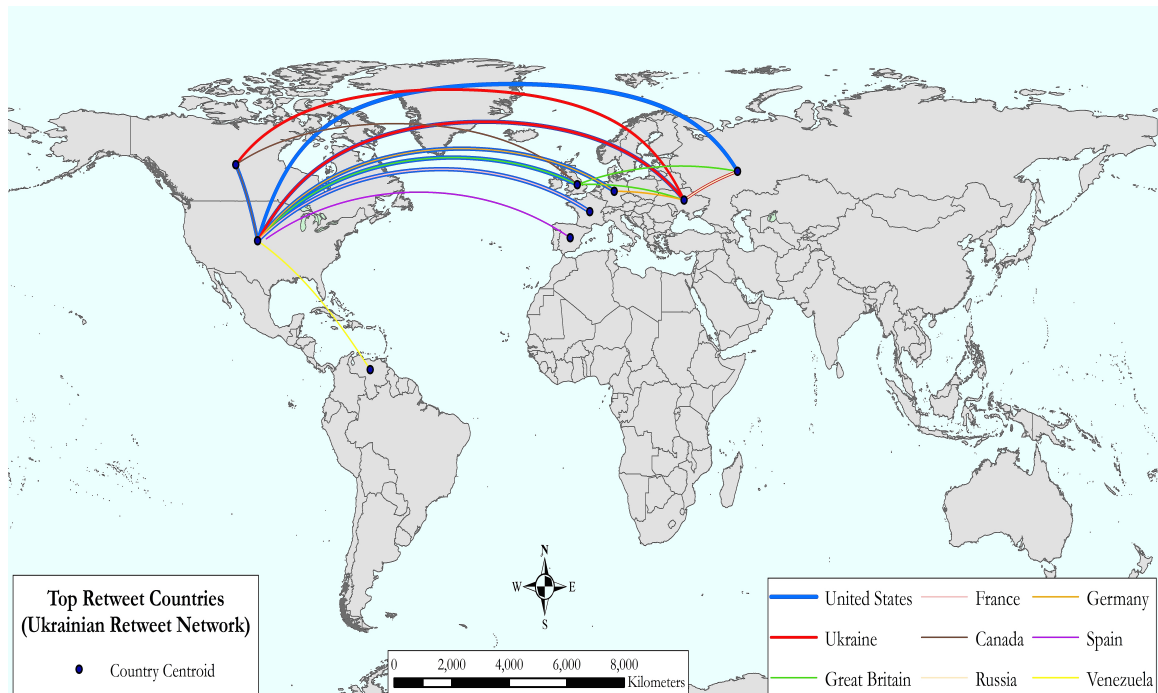 N
W E
S
Top Retweet Countries
(Ukrainian Retweet Network)
Country Centroid
0 2,000 4,000 6,000 8,000
Kilometers
United States France Germany
Ukraine Canada Spain
Great Britain Russia Venezuela